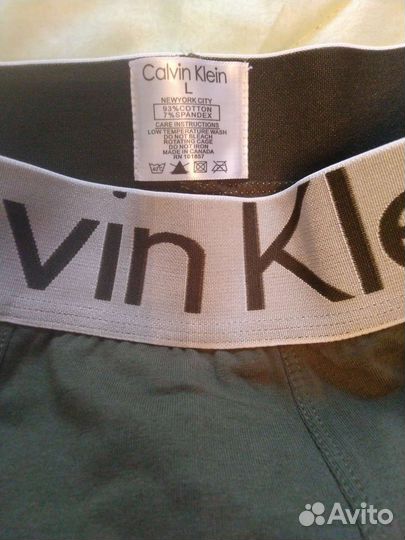 Calvin Klein
L
NEWYORK CITY
93%COTTON
7%SPANDEX
CARE INSTRUCTIONS:
LOW TEMPERATURE WASH
DO NOT BLEACH
ROTATING CAGE
DO NOT IRON
MADE IN CANADA
RN 101857
vin Kle
Avito